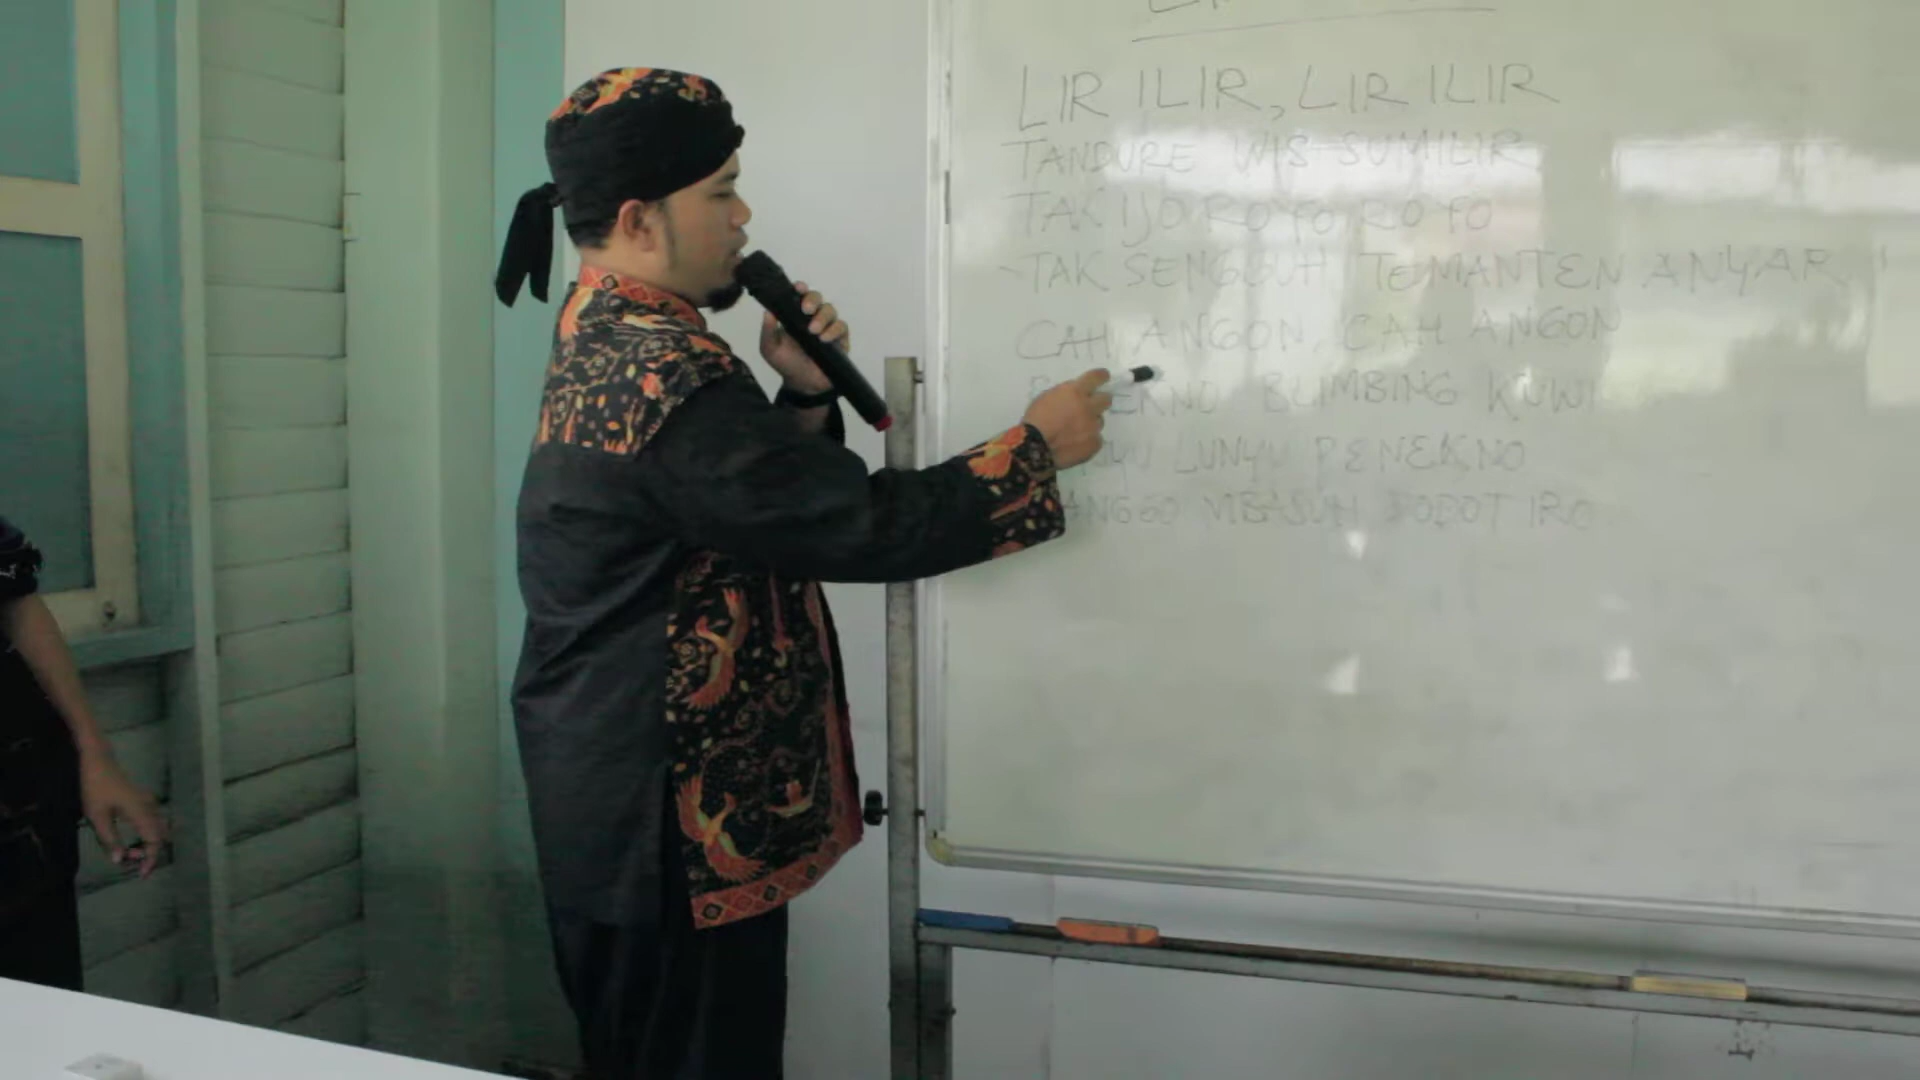 LIR ILIR, LIR ILIR
TANDURE WIS SUMILIR
TAK IJO ROYO ROYO
TAK SENGGUH TEMANTEN ANYAR
CAH ANGON, CAH ANGON
BLIMBING KUWI
LUNYU PENEKNO
MBASUH DODOT IRO